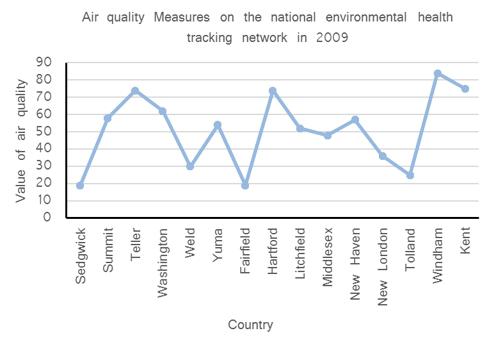 Air quality Measures on the national environmental health
tracking network in 2009
Value of air quality
90
80
70
60
50
40
30
20
10
0
Sedgwick
Summit
Teller
Washington
Weld
Yuma
Fairfield
Hartford
Litchfield
Middlesex
New Haven
New London
Tolland
Windham
Kent
Country